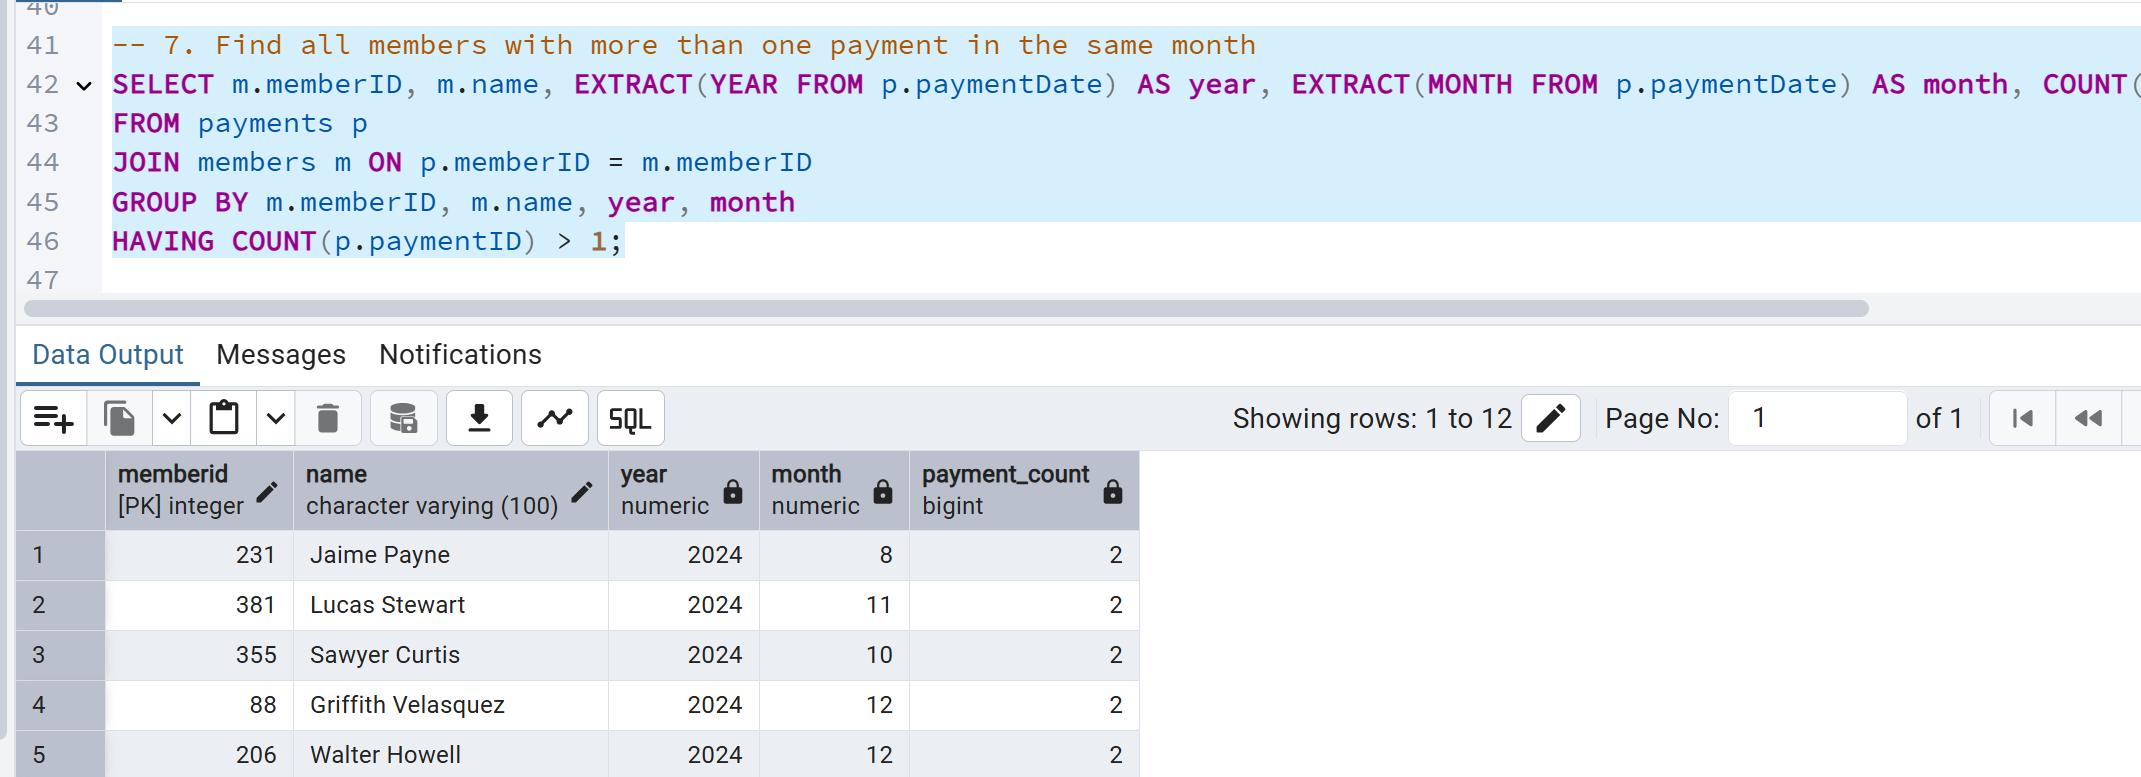 40
41 -- 7. Find all members with more than one payment in the same month
42 SELECT m.memberID, m.name, EXTRACT(YEAR FROM p.paymentDate) AS year, EXTRACT(MONTH FROM p.paymentDate) AS month, COUNT(
43 FROM payments p
44 JOIN members m ON p.memberID = m.memberID
45 GROUP BY m.memberID, m.name, year, month
46 HAVING COUNT(p.paymentID) > 1;
47
Data Output Messages Notifications
SQL Showing rows: 1 to 12 Page No: 1 of 1
memberid name year month payment_count
[PK] integer character varying (100) numeric numeric bigint
1 231 Jaime Payne 2024 8 2
2 381 Lucas Stewart 2024 11 2
3 355 Sawyer Curtis 2024 10 2
4 88 Griffith Velasquez 2024 12 2
5 206 Walter Howell 2024 12 2